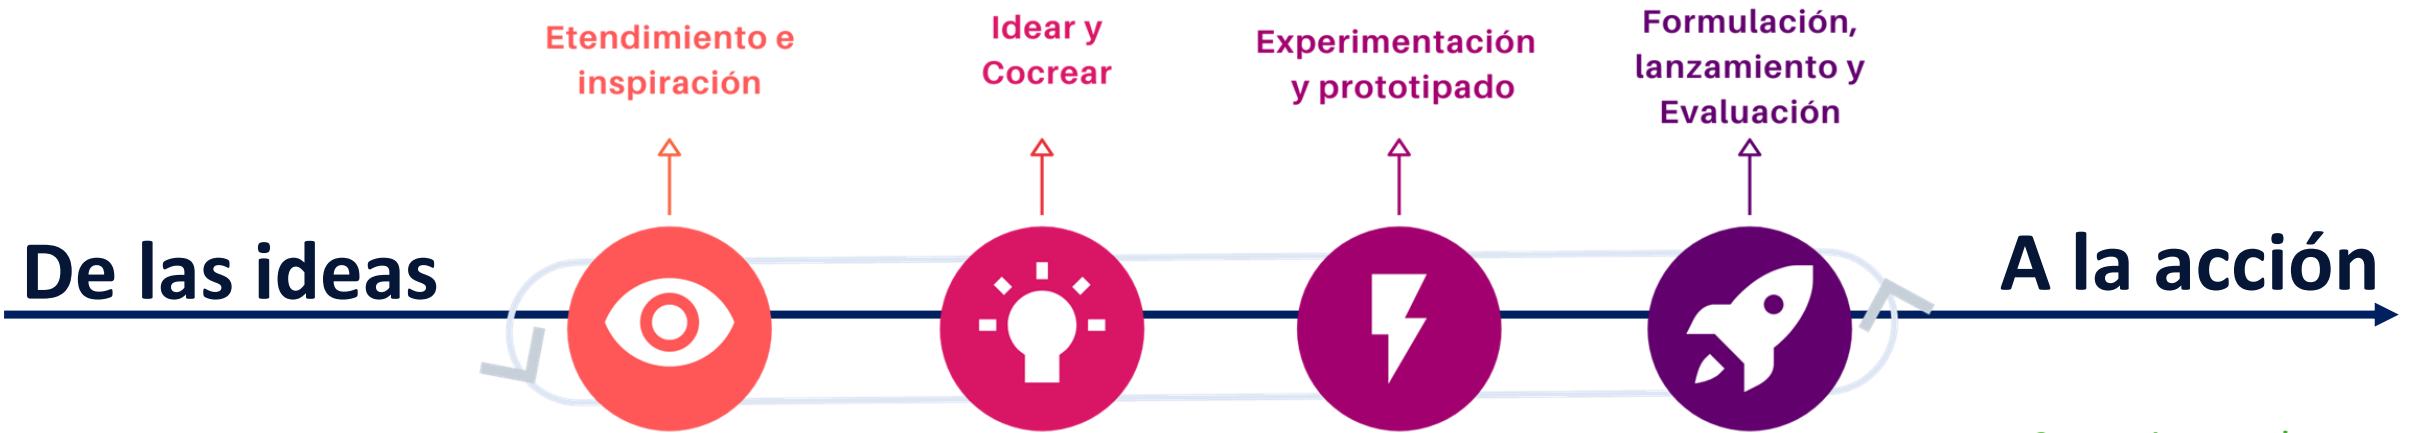 Etendimiento e
inspiración
Idear y
Cocrear
Experimentación
y prototipado
Formulación,
lanzamiento y
Evaluación
De las ideas
A la acción